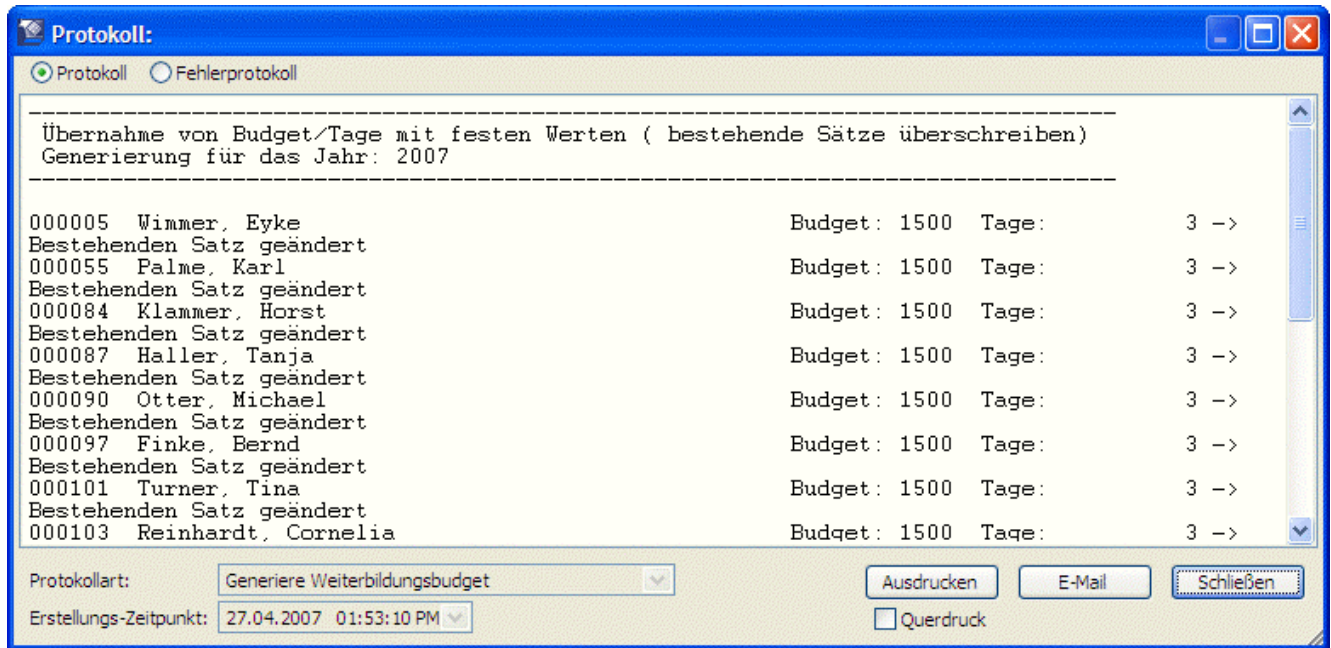 Protokoll:
Protokoll Fehlerprotokoll
Übernahme von Budget/Tage mit festen Werten ( bestehende Sätze überschreiben)
Generierung für das Jahr: 2007
000005 Wimmer, Eyke Budget: 1500 Tage: 3 ->
Bestehenden Satz geändert
000055 Palme, Karl Budget: 1500 Tage: 3 ->
Bestehenden Satz geändert
000084 Klammer, Horst Budget: 1500 Tage: 3 ->
Bestehenden Satz geändert
000087 Haller, Tanja Budget: 1500 Tage: 3 ->
Bestehenden Satz geändert
000090 Otter, Michael Budget: 1500 Tage: 3 ->
Bestehenden Satz geändert
000097 Finke, Bernd Budget: 1500 Tage: 3 ->
Bestehenden Satz geändert
000101 Turner, Tina Budget: 1500 Tage: 3 ->
Bestehenden Satz geändert
000103 Reinhardt, Cornelia Budget: 1500 Tage: 3 ->
Protokollart: Generiere Weiterbildungsbudget Ausdrucken E-Mail Schließen
Erstellungs-Zeitpunkt: 27.04.2007 01:53:10 PM Querdruck